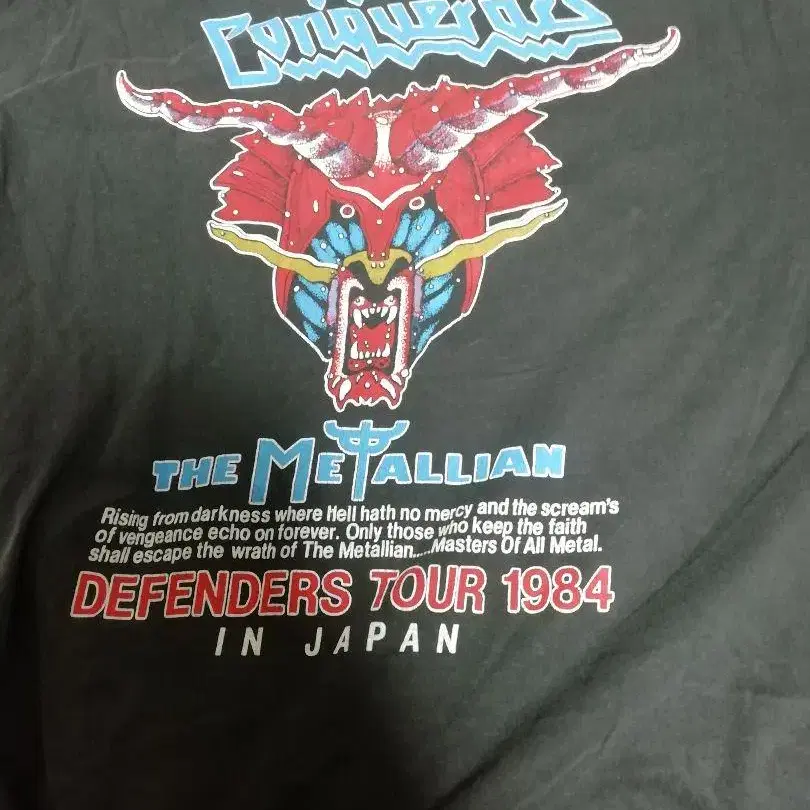 THE METALLIAN
Rising from darkness where Hell hath no mercy and the scream's
of vengeance echo on forever. Only those who keep the faith
shall escape the wrath of The Metallian....Masters Of All Metal.
DEFENDERS TOUR 1984
IN JAPAN